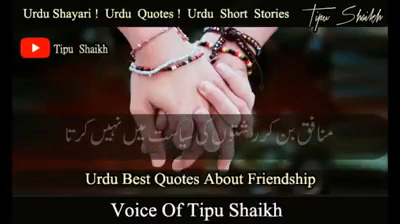 Urdu Shayari ! Urdu Quotes ! Urdu Short Stories
Tipu Shaikh
Tipu Shaikh
منافق بن کر رشتوں کی سیاست میں نہیں کرتا
Urdu Best Quotes About Friendship
Voice Of Tipu Shaikh